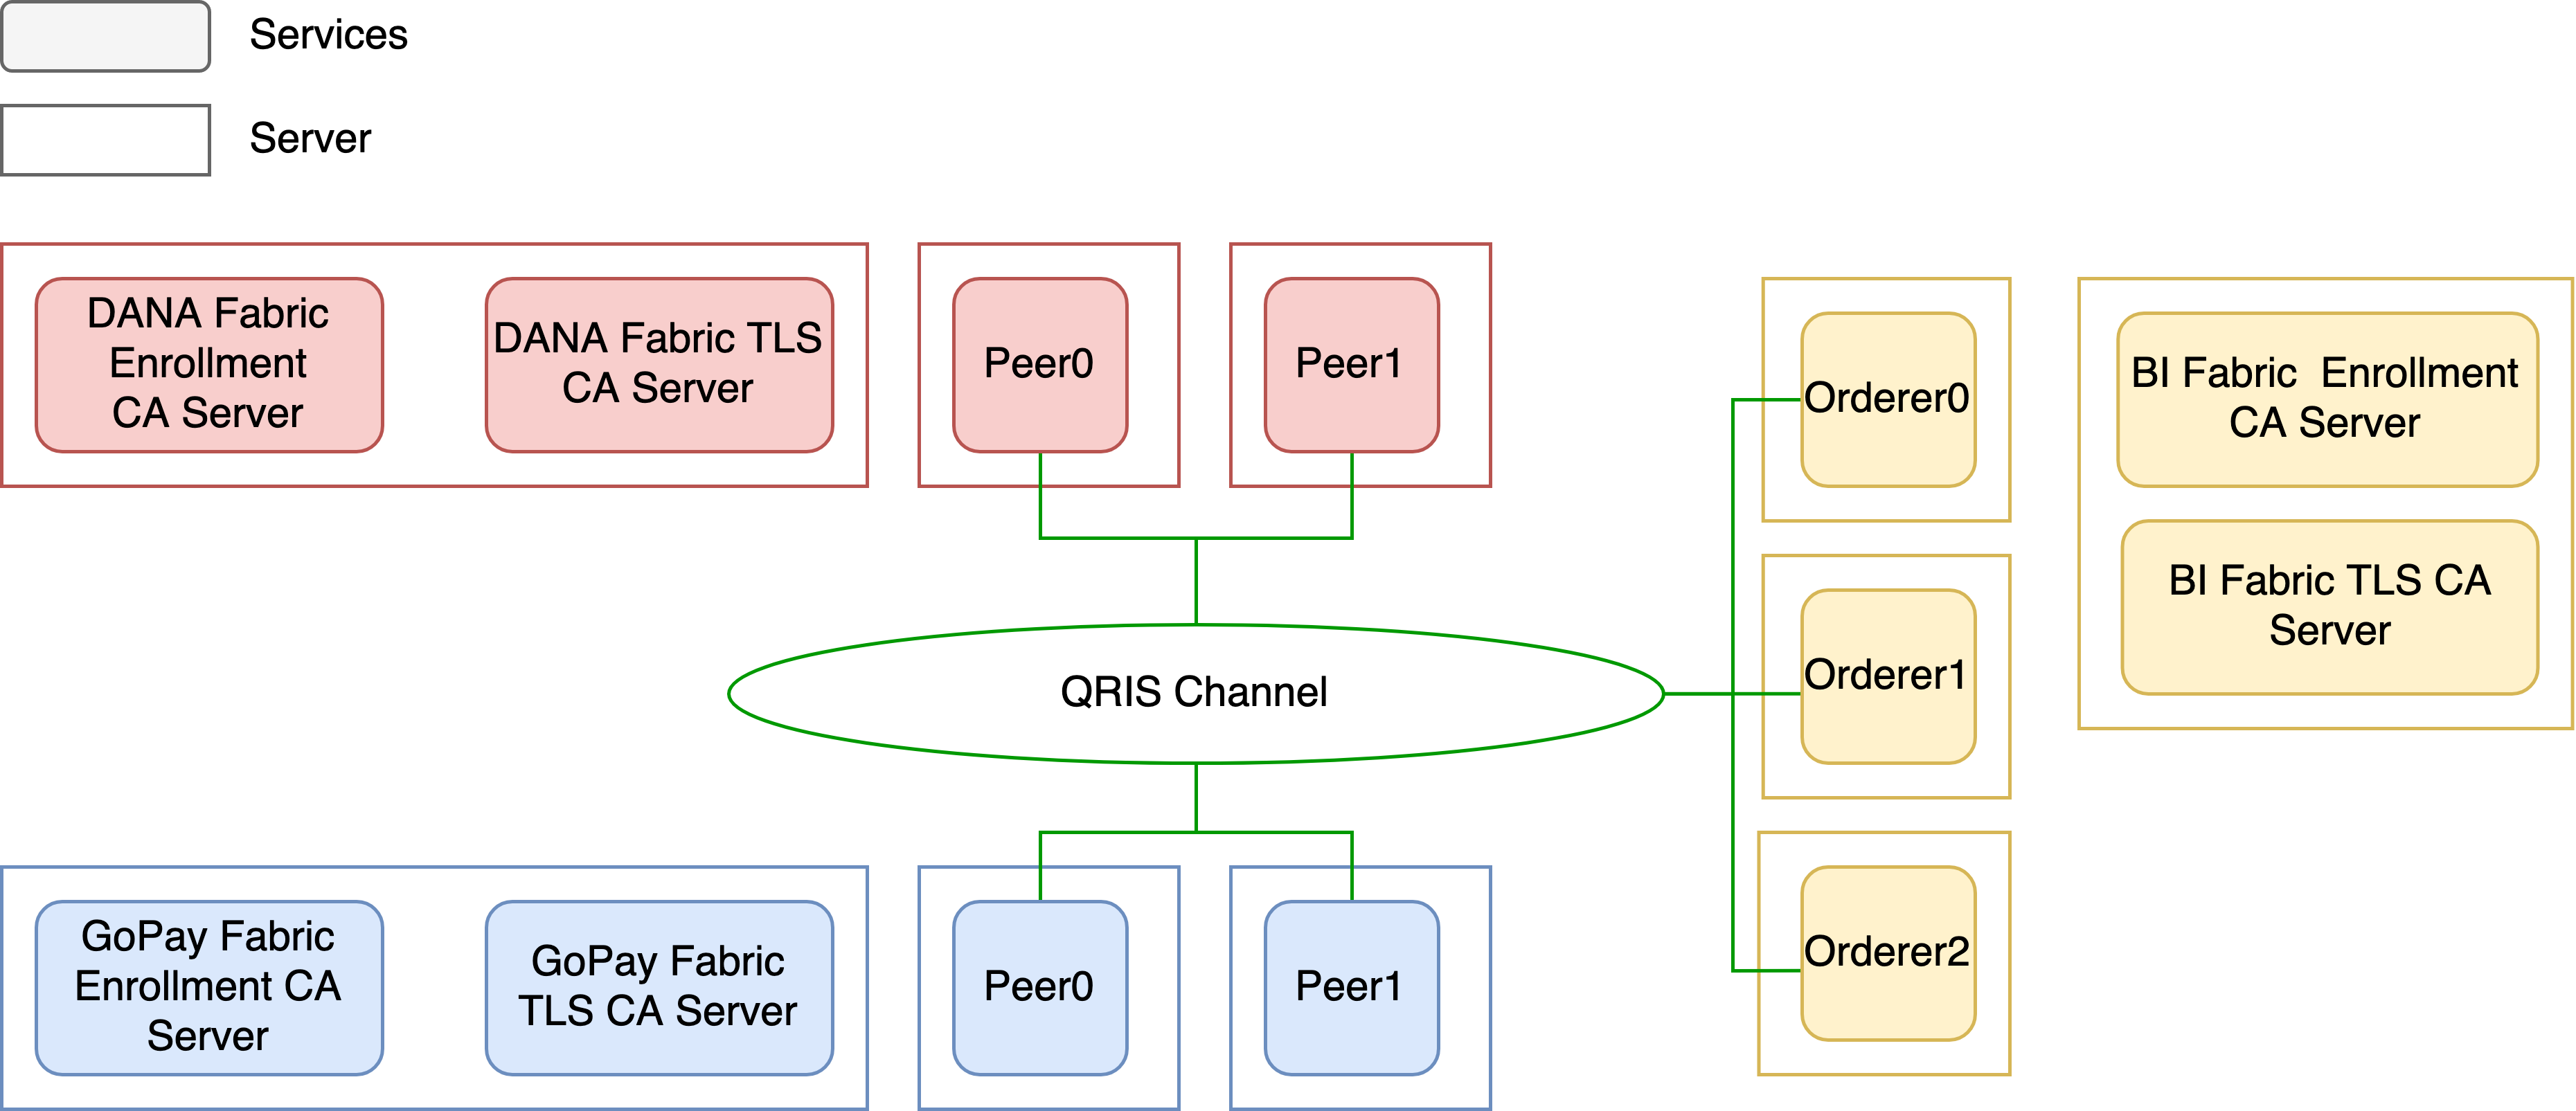 Services
Server
DANA Fabric
Enrollment
CA Server
DANA Fabric TLS
CA Server
Peer0
Peer1
Orderer0
BI Fabric  Enrollment
CA Server
BI Fabric TLS CA
Server
Orderer1
QRIS Channel
GoPay Fabric
Enrollment CA
Server
GoPay Fabric
TLS CA Server
Peer0
Peer1
Orderer2